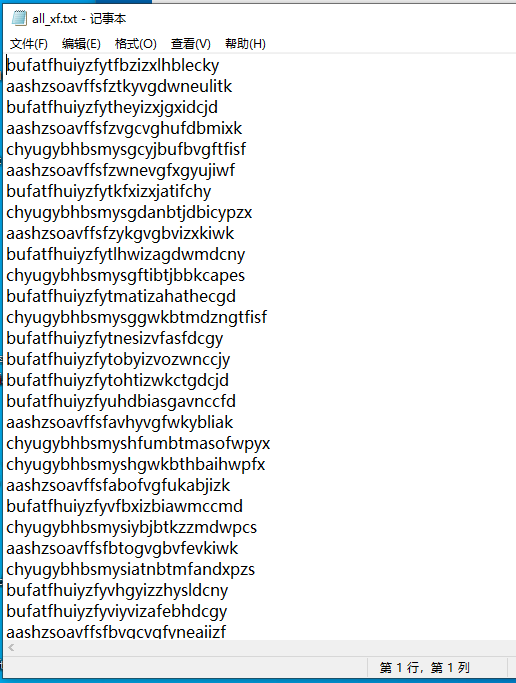 all_xf.txt - 记事本
文件(F) 编辑(E) 格式(O) 查看(V) 帮助(H)
bufatfhuiyzfytfbzizxlhblecky
aashzsoavffsfztkyvgdwneulitk
bufatfhuiyzfytheyizxjgxidcjd
aashzsoavffsfzvgcvghufdbmixk
chyugybhbsmysgcyjbufbvgftfisf
aashzsoavffsfzwnevgfxgyujiwf
bufatfhuiyzfytkfxizxjatifchy
chyugybhbsmysgdanbtjdbicypzx
aashzsoavffsfzykgvgbvizxkiwk
bufatfhuiyzfytlhwizagdwmdcny
chyugybhbsmysgftibtjbbkcapes
bufatfhuiyzfytmatizahathecgd
chyugybhbsmysggwkbtmdzngtfisf
bufatfhuiyzfytnesizvfasfdcgy
bufatfhuiyzfytobyizvozwnccjy
bufatfhuiyzfytohtizwkctgdcjd
bufatfhuiyzfyuhdbiasgavnccfd
aashzsoavffsfavhyvgfwkybliak
chyugybhbsmyshfumbtmasofwpyx
chyugybhbsmyshgwkbthbaihwpfx
aashzsoavffsfabofvgfukabjizk
bufatfhuiyzfyvfbxizbiawmccmd
chyugybhbsmysiybjbtkzzmdwpcs
aashzsoavffsfbtogvgbvfevkiwk
chyugybhbsmysiatnbtmfandxpzs
bufatfhuiyzfyvhgyizzhysldcny
bufatfhuiyzfyviyvizafebhdcgy
aashzsoavffsfbvgcvgfyneaiizf
第 1 行，第 1 列